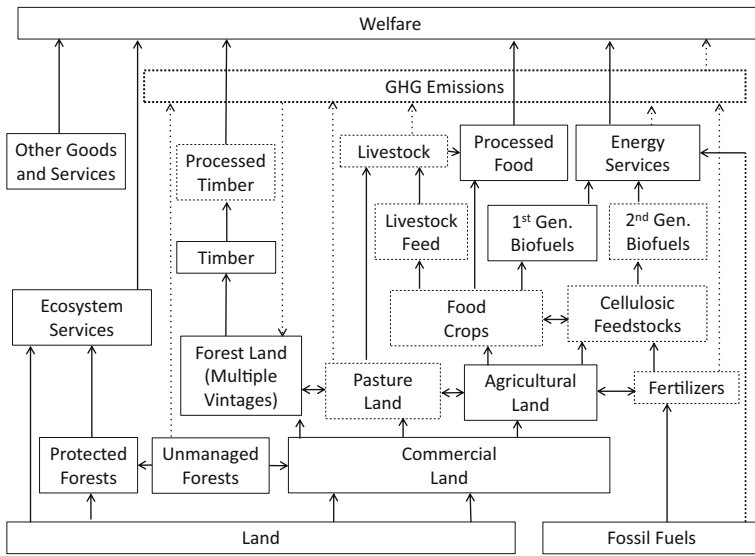 Welfare
GHG Emissions
Other Goods
and Services
Processed
Timber
Livestock
Processed
Food
Energy
Services
Livestock
Feed
1st Gen.
Biofuels
2nd Gen.
Biofuels
Timber
Ecosystem
Services
Food
Crops
Cellulosic
Feedstocks
Forest Land
(Multiple
Vintages)
Pasture
Land
Agricultural
Land
Fertilizers
Protected
Forests
Unmanaged
Forests
Commercial
Land
Land
Fossil Fuels